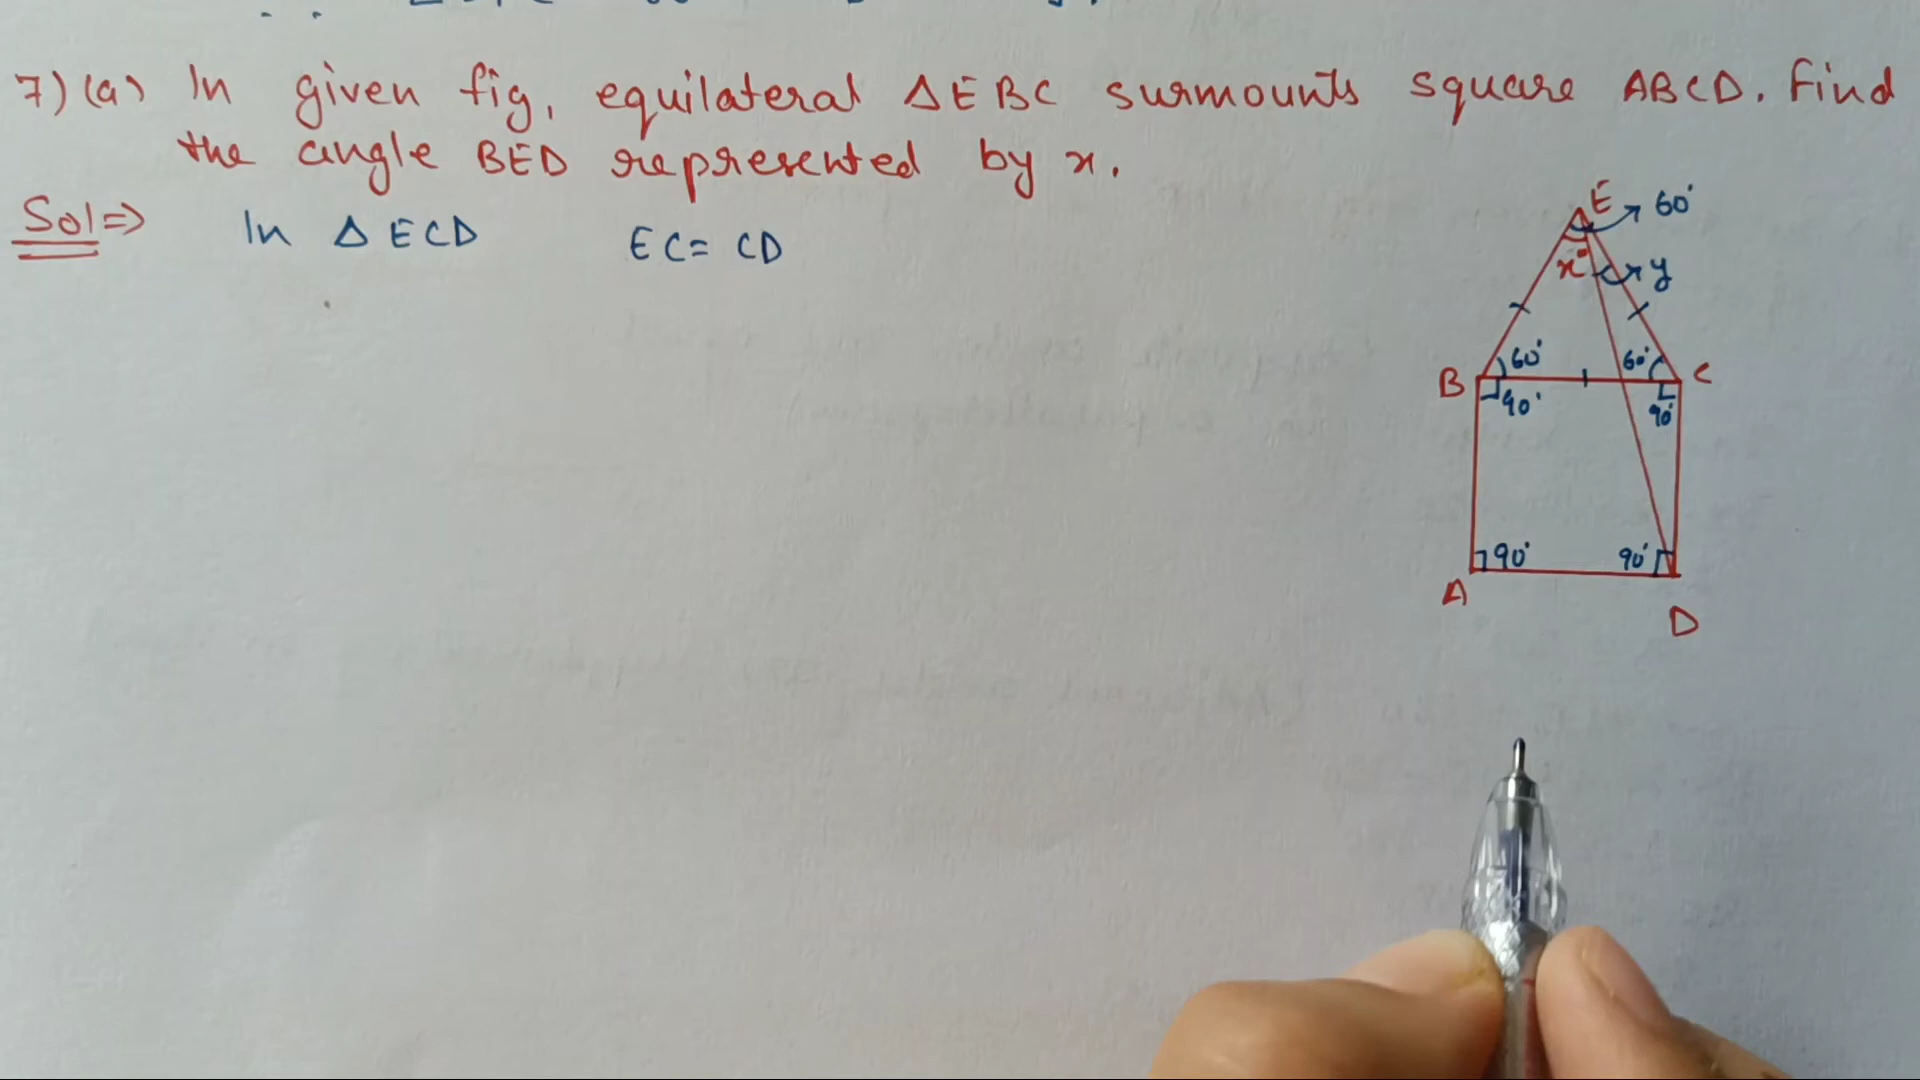 7)(a) In given fig, equilateral ΔEBC surmounts square ABCD. Find
the angle BED represented by x.
Sol⇒ In Δ ECD EC = CD
E 60°
x° y
60° 60°
B C
90° 90°
90° 90°
A D